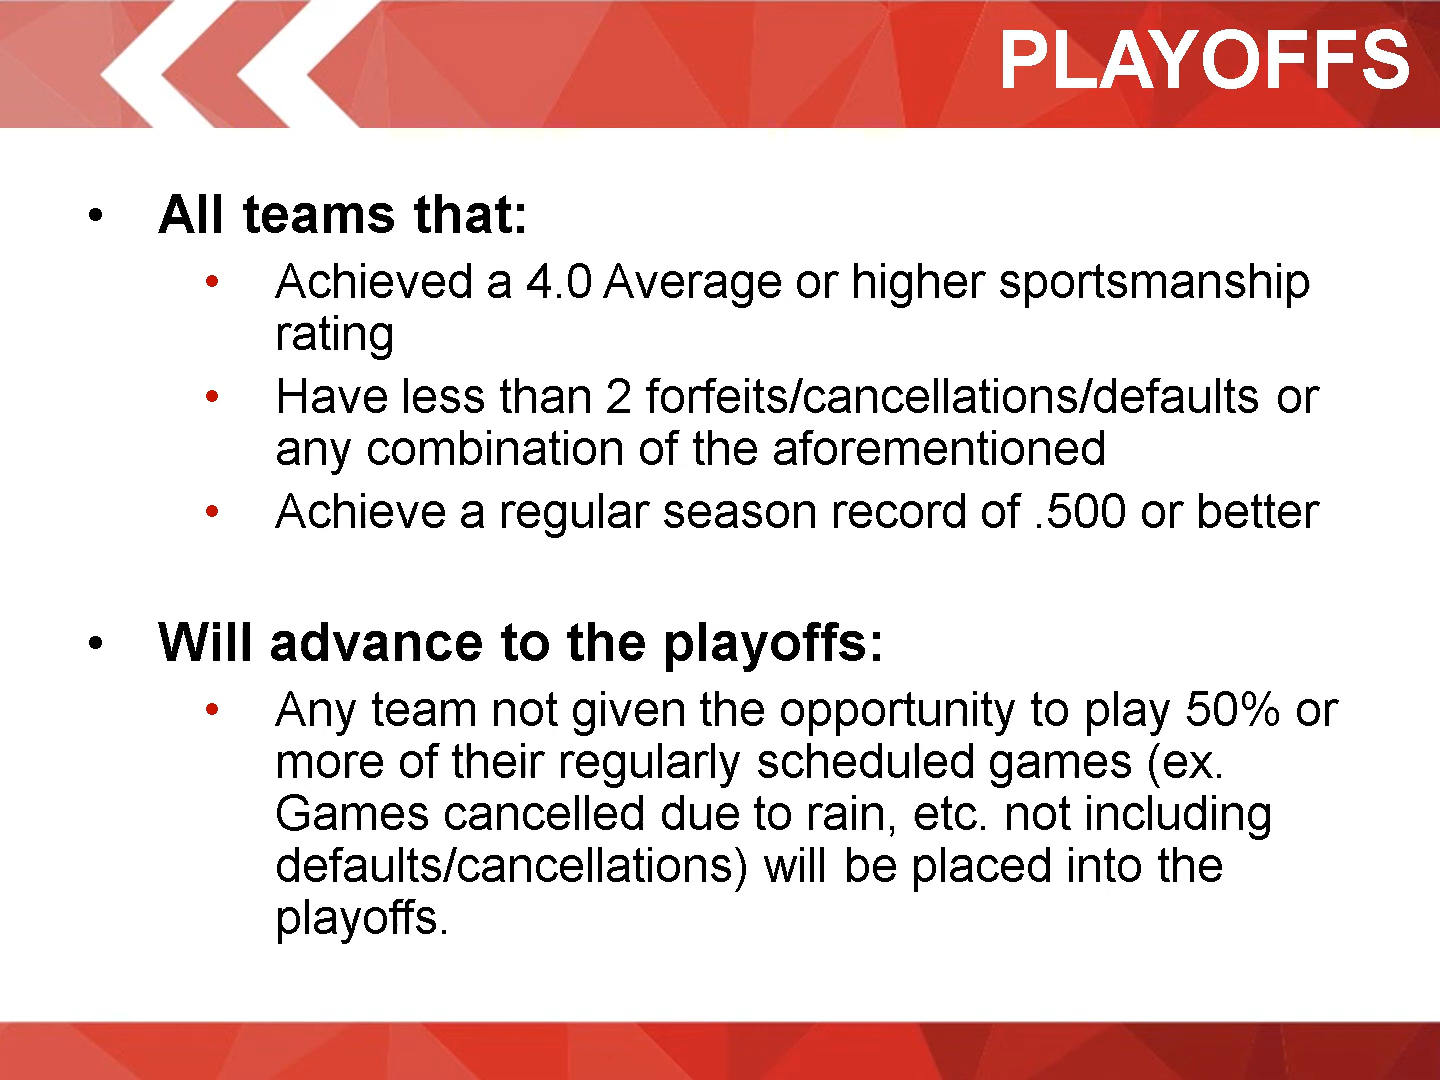 PLAYOFFS
• All teams that:
• Achieved a 4.0 Average or higher sportsmanship
rating
• Have less than 2 forfeits/cancellations/defaults or
any combination of the aforementioned
• Achieve a regular season record of .500 or better
• Will advance to the playoffs:
• Any team not given the opportunity to play 50% or
more of their regularly scheduled games (ex.
Games cancelled due to rain, etc. not including
defaults/cancellations) will be placed into the
playoffs.